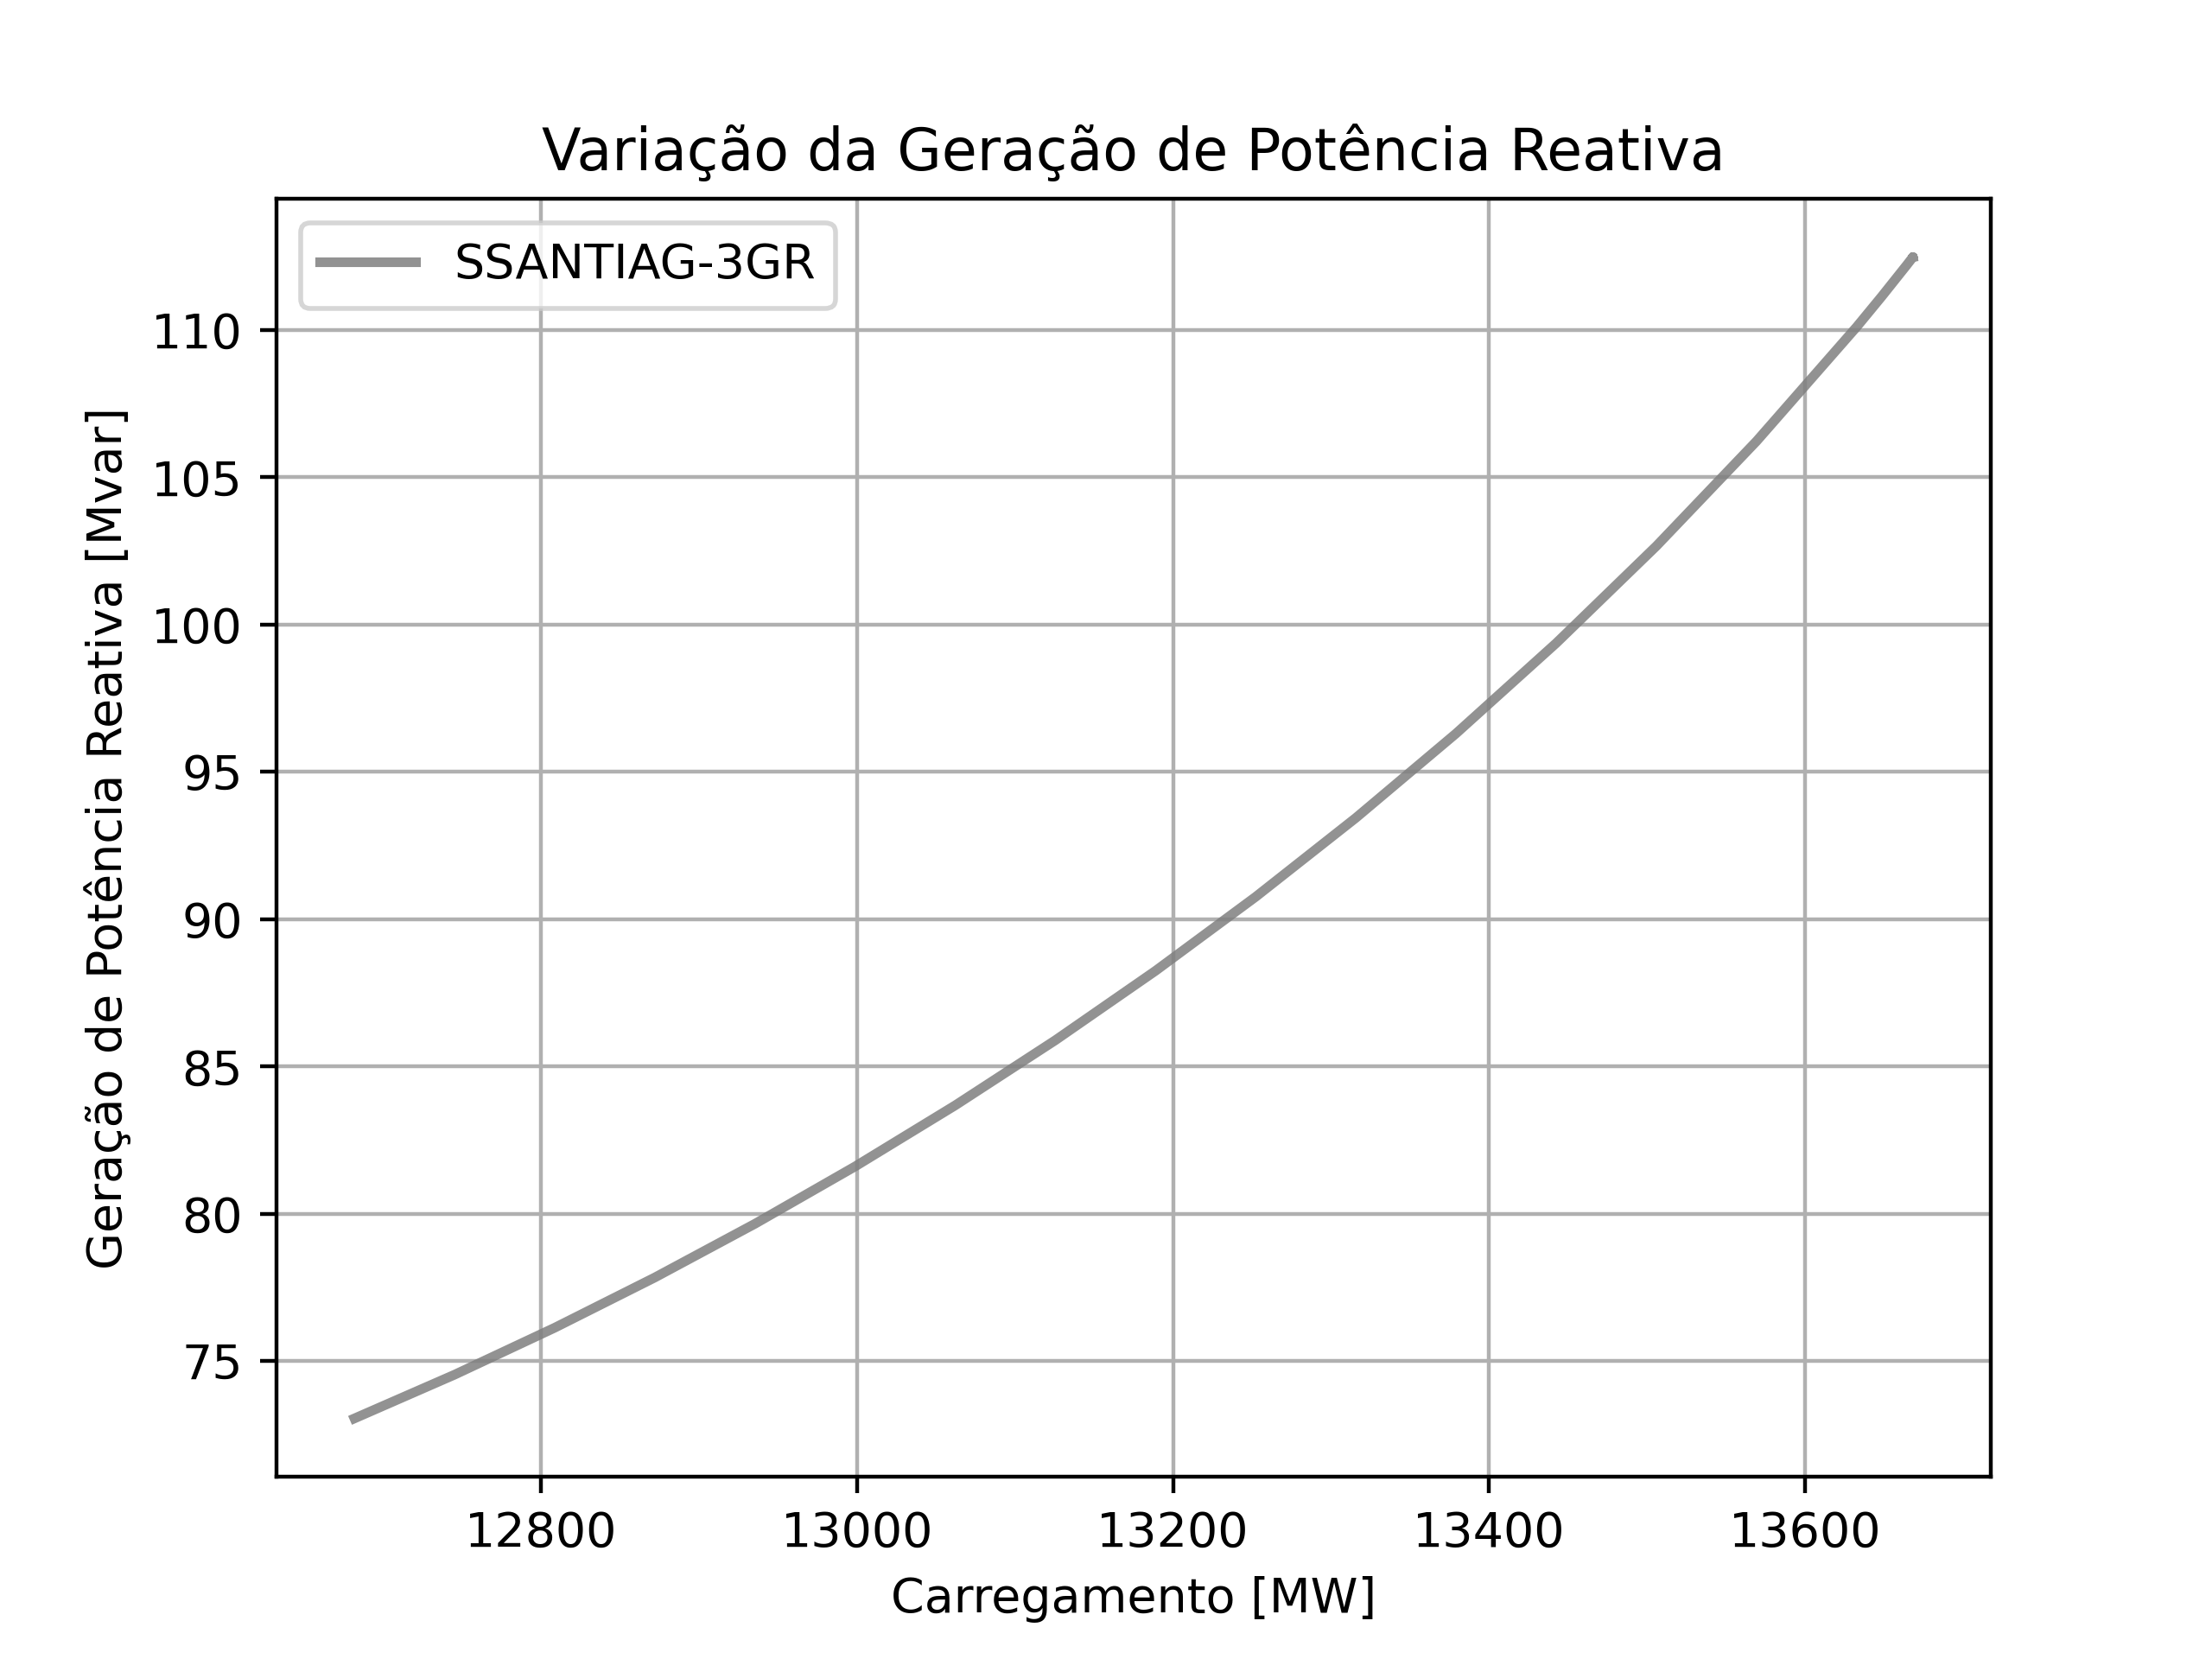 Variação da Geração de Potência Reativa
SSANTIAG-3GR
Geração de Potência Reativa [Mvar]
110
105
100
95
90
85
80
75
12800 13000 13200 13400 13600
Carregamento [MW]